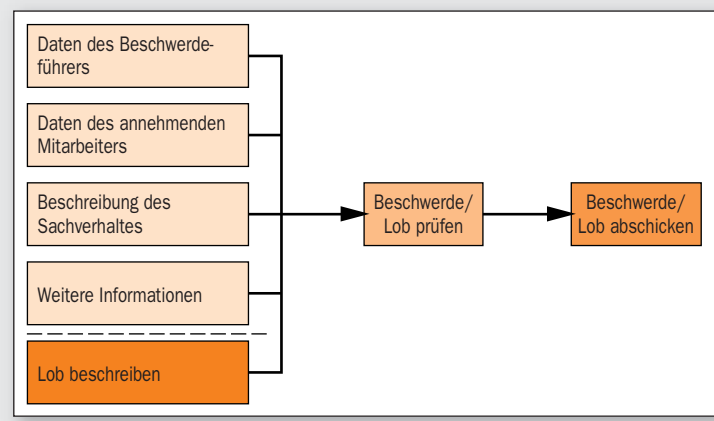 Daten des Beschwerde-
führers
Daten des annehmenden
Mitarbeiters
Beschreibung des
Sachverhaltes
Weitere Informationen
Lob beschreiben
Beschwerde/
Lob prüfen
Beschwerde/
Lob abschicken